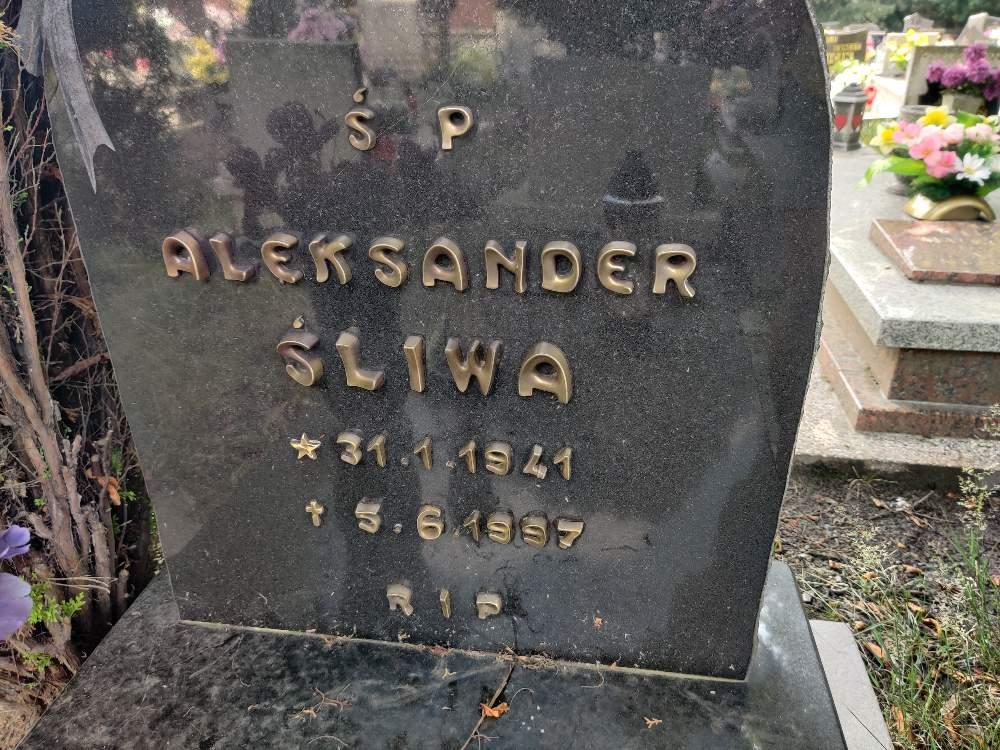 Ś P
ALEKSANDER
ŚLIWA
* 31.1.1941
✝ 5.6.1997
R I P